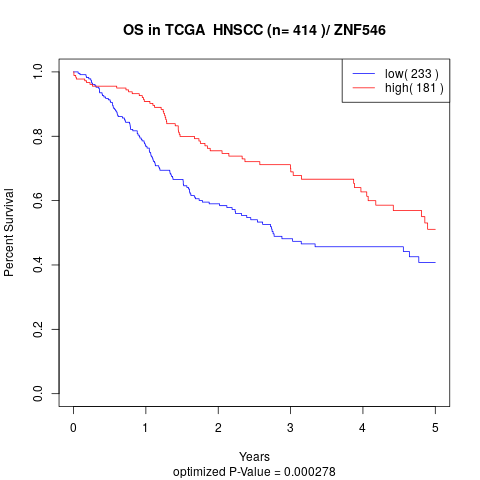 OS in TCGA  HNSCC (n= 414 )/ ZNF546
low( 233 )
high( 181 )
Percent Survival
1.0
0.8
0.6
0.4
0.2
0.0
0 1 2 3 4 5
Years
optimized P-Value = 0.000278